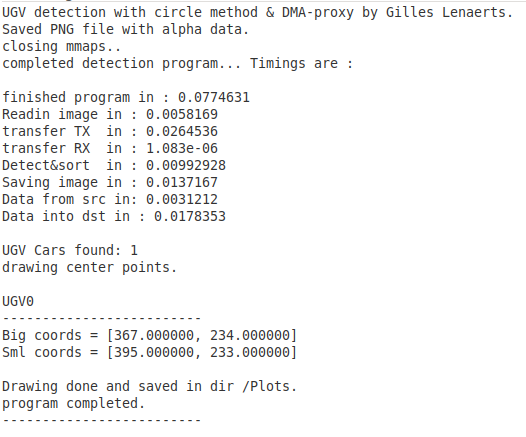 UGV detection with circle method & DMA-proxy by Gilles Lenaerts.
Saved PNG file with alpha data.
closing mmaps..
completed detection program... Timings are :
finished program in : 0.0774631
Readin image in : 0.0058169
transfer TX  in : 0.0264536
transfer RX  in : 1.083e-06
Detect&sort  in : 0.00992928
Saving image in : 0.0137167
Data from src in: 0.0031212
Data into dst in : 0.0178353
UGV Cars found: 1
drawing center points.
UGV0
-------------------------
Big coords = [367.000000, 234.000000]
Sml coords = [395.000000, 233.000000]
Drawing done and saved in dir /Plots.
program completed.
-------------------------